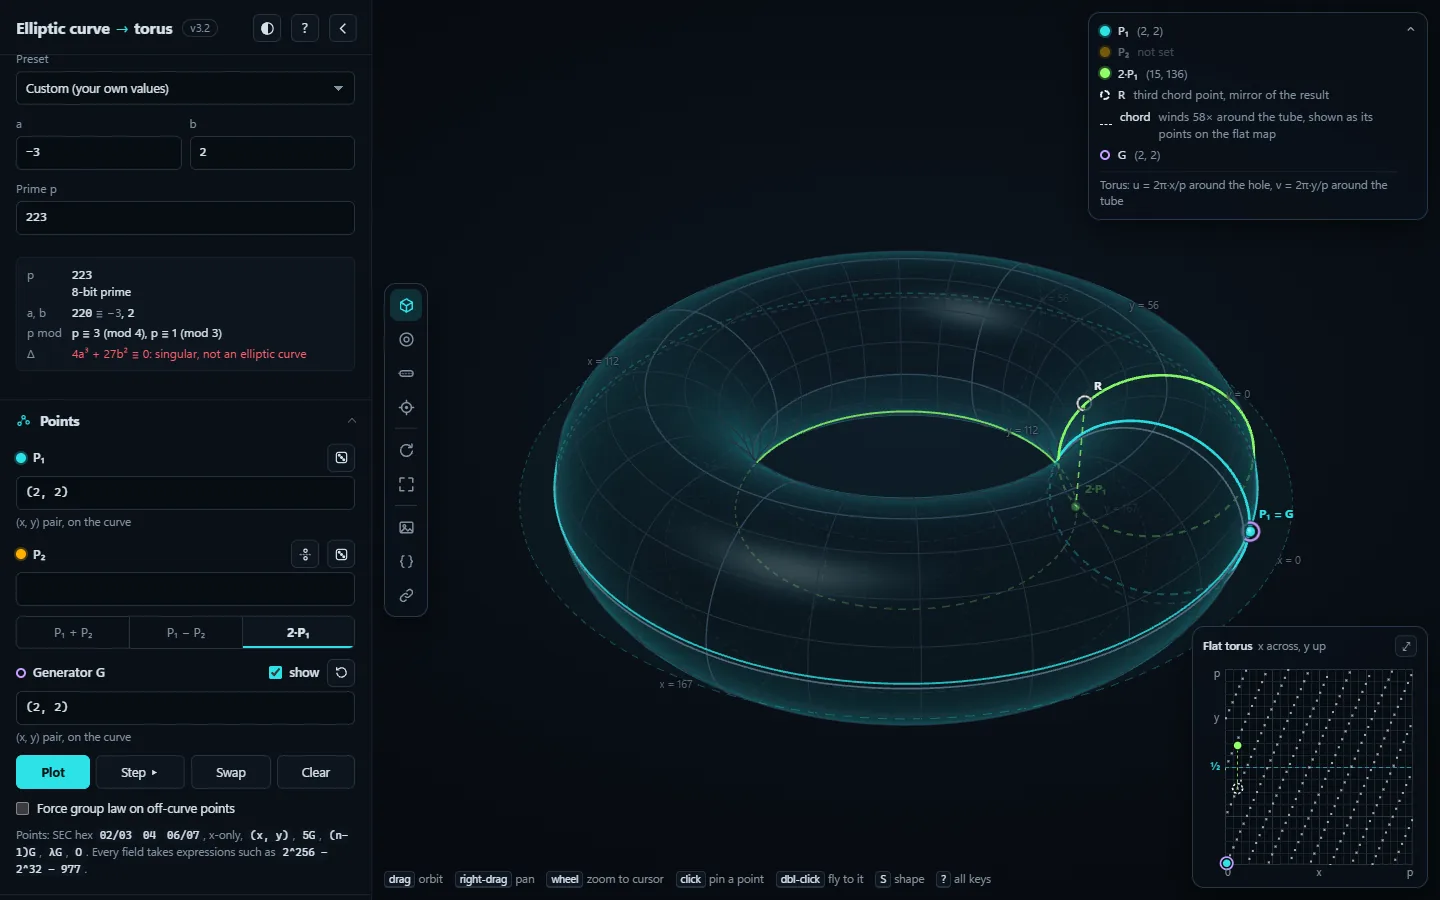 Elliptic curve → torus v3.2 ?
Preset
Custom (your own values)
a b
−3 2
Prime p
223
p 223
8-bit prime
a, b 220 ≡ −3, 2
p mod p ≡ 3 (mod 4), p ≡ 1 (mod 3)
Δ 4a³ + 27b² ≡ 0: singular, not an elliptic curve
Points
P₁
(2, 2)
(x, y) pair, on the curve
P₂
P₁ + P₂ P₁ − P₂ 2·P₁
Generator G show
(2, 2)
(x, y) pair, on the curve
Plot Step ▸ Swap Clear
Force group law on off-curve points
Points: SEC hex 02/03 04 06/07 , x-only, (x, y) , 5G , (n−
1)G , λG , O . Every field takes expressions such as 2^256 −
2^32 − 977 .
P₁ (2, 2)
P₂ not set
2·P₁ (15, 136)
R third chord point, mirror of the result
chord winds 58× around the tube, shown as its
points on the flat map
G (2, 2)
Torus: u = 2π·x/p around the hole, v = 2π·y/p around the
tube
y = 56
x = 112
R
y = 0
y = 112
2·P₁
y = 167
P₁ = G
x = 0
x = 167
Flat torus x across, y up
p
y
½
0 x p
drag orbit right-drag pan wheel zoom to cursor click pin a point dbl-click fly to it S shape ? all keys